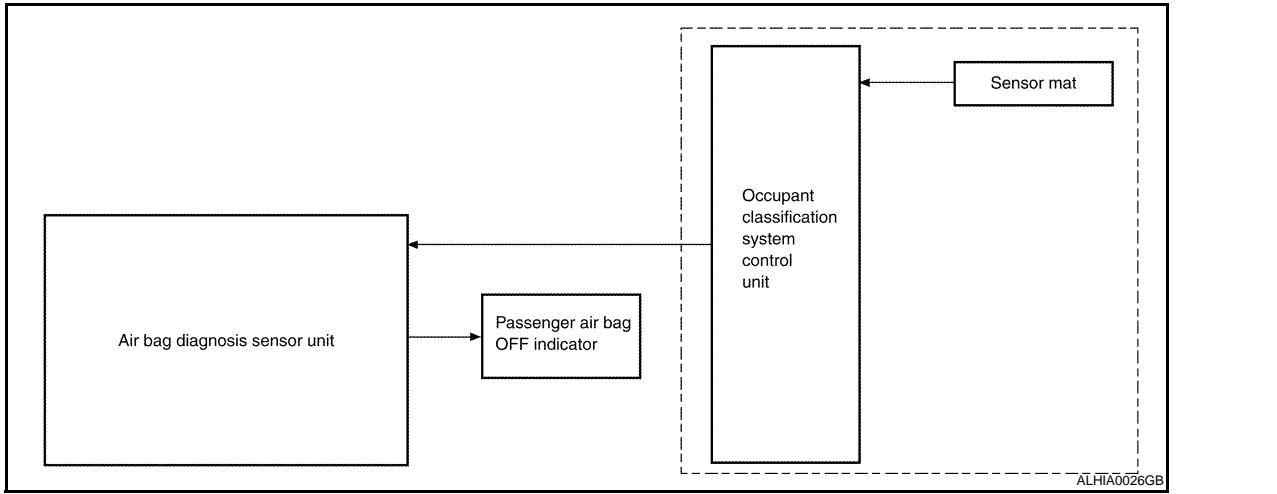 Sensor mat
Occupant
classification
system
control
unit
Air bag diagnosis sensor unit
Passenger air bag
OFF indicator
ALHIA0026GB